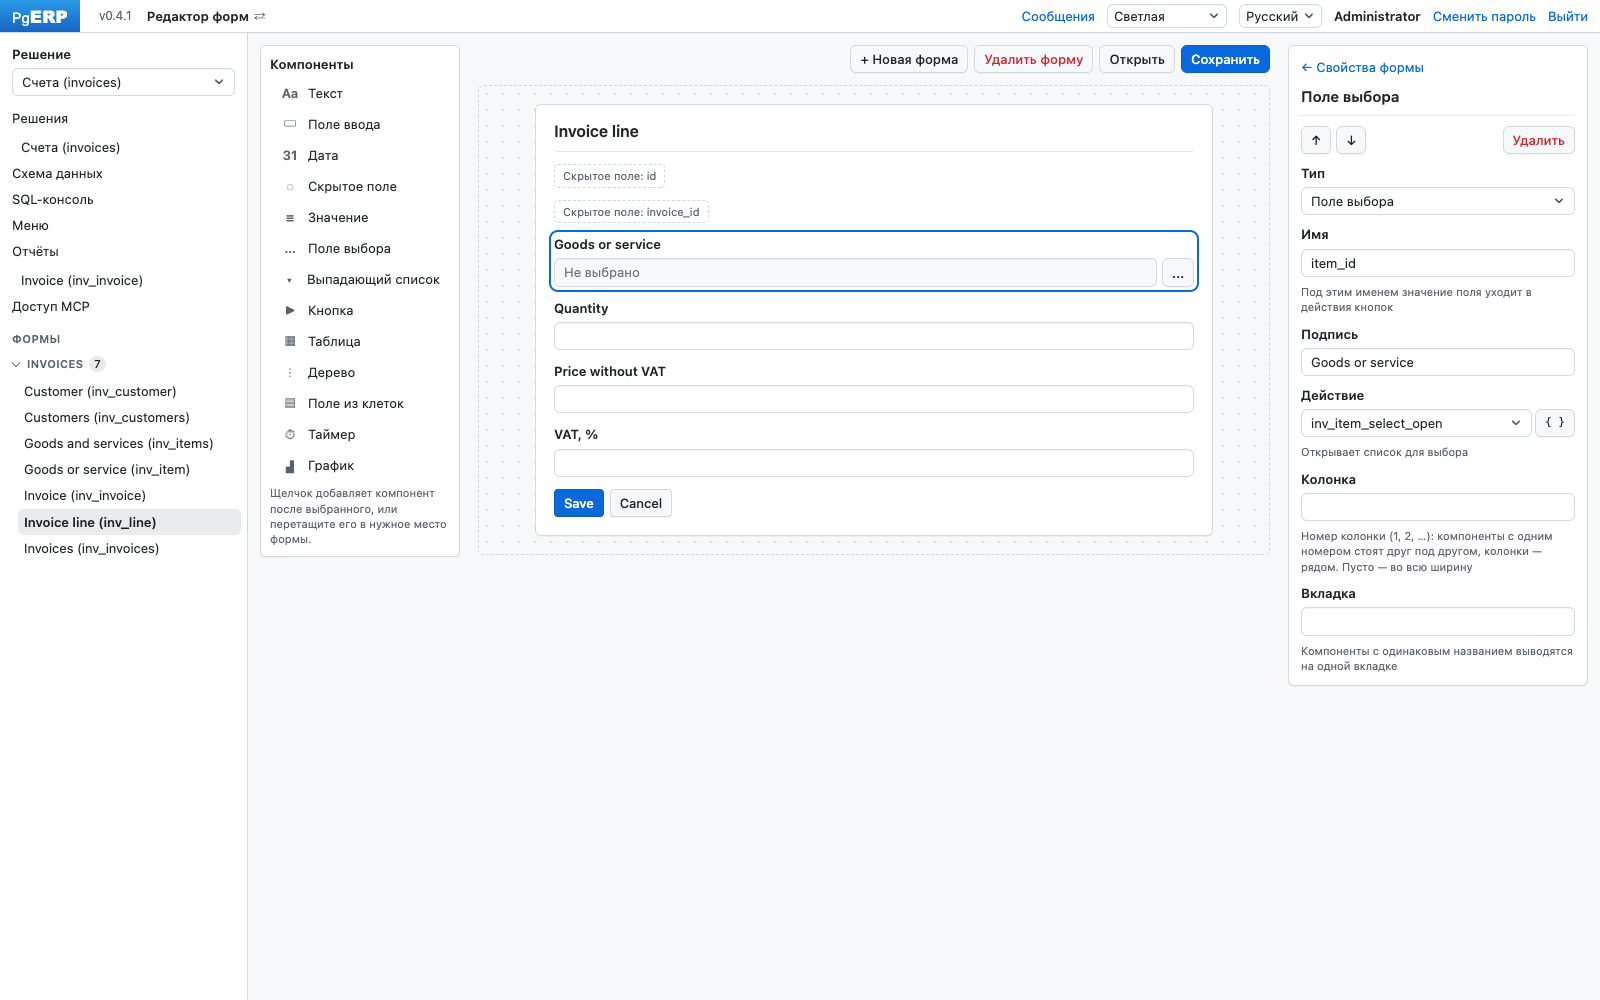 PgERP
v0.4.1
Редактор форм ⇄
Сообщения
Светлая
Русский
Administrator
Сменить пароль
Выйти
Решение
Счета (invoices)
Решения
Счета (invoices)
Схема данных
SQL-консоль
Меню
Отчёты
Invoice (inv_invoice)
Доступ MCP
ФОРМЫ
INVOICES 7
Customer (inv_customer)
Customers (inv_customers)
Goods and services (inv_items)
Goods or service (inv_item)
Invoice (inv_invoice)
Invoice line (inv_line)
Invoices (inv_invoices)
Компоненты
Aa Текст
Поле ввода
31 Дата
Скрытое поле
Значение
... Поле выбора
Выпадающий список
Кнопка
Таблица
Дерево
Поле из клеток
Таймер
График
Щелчок добавляет компонент
после выбранного, или
перетащите его в нужное место
формы.
+ Новая форма
Удалить форму
Открыть
Сохранить
Invoice line
Скрытое поле: id
Скрытое поле: invoice_id
Goods or service
Не выбрано
...
Quantity
Price without VAT
VAT, %
Save
Cancel
← Свойства формы
Поле выбора
↑
↓
Удалить
Тип
Поле выбора
Имя
item_id
Под этим именем значение поля уходит в
действия кнопок
Подпись
Goods or service
Действие
inv_item_select_open
{ }
Открывает список для выбора
Колонка
Номер колонки (1, 2, …): компоненты с одним
номером стоят друг под другом, колонки —
рядом. Пусто — во всю ширину
Вкладка
Компоненты с одинаковым названием выводятся
на одной вкладке